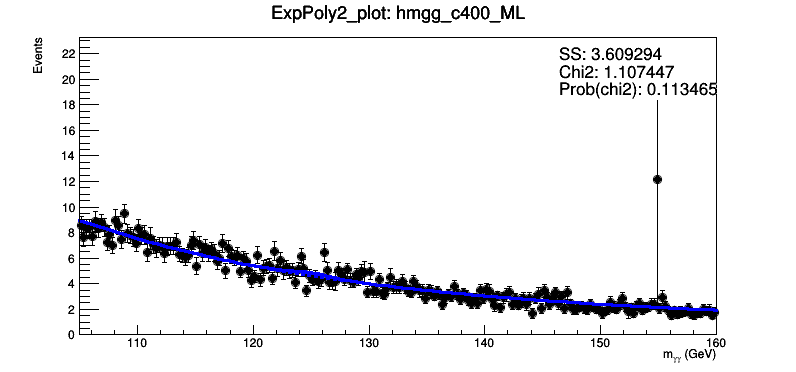 ExpPoly2_plot: hmgg_c400_ML
Events
SS: 3.609294
Chi2: 1.107447
Prob(chi2): 0.113465
22
20
18
16
14
12
10
8
6
4
2
0
110 120 130 140 150 160
mγγ (GeV)